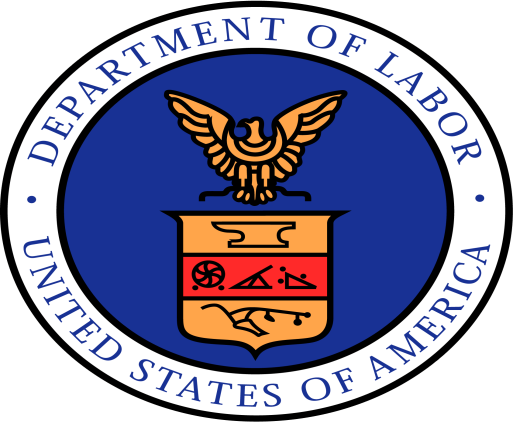 DEPARTMENT OF LABOR
UNITED STATES OF AMERICA